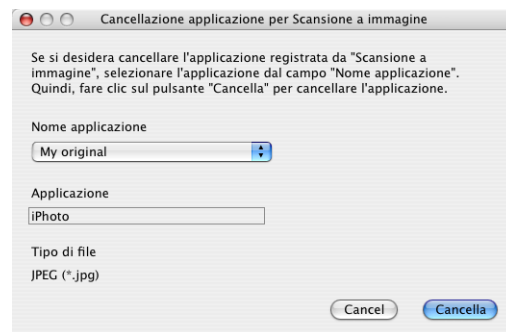 Cancellazione applicazione per Scansione a immagine
Se si desidera cancellare l'applicazione registrata da "Scansione a
immagine", selezionare l'applicazione dal campo "Nome applicazione".
Quindi, fare clic sul pulsante "Cancella" per cancellare l'applicazione.
Nome applicazione
My original
Applicazione
iPhoto
Tipo di file
JPEG (*.jpg)
Cancel Cancella